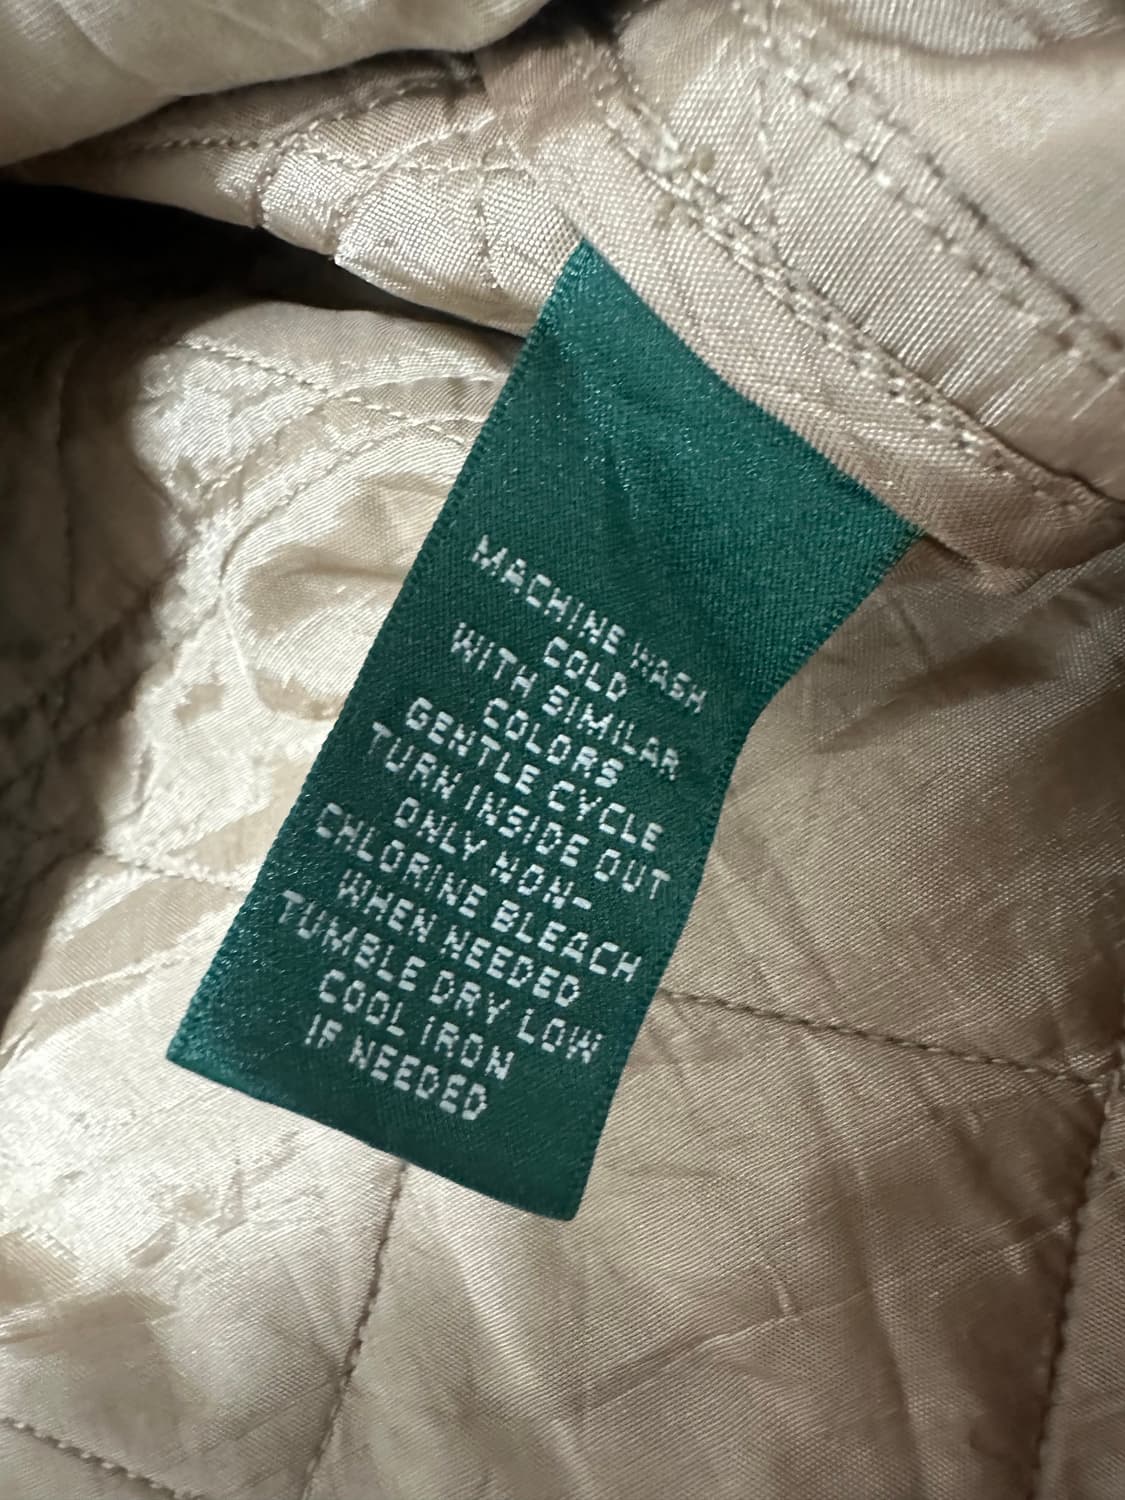 MACHINE WASH
COLD
WITH SIMILAR
COLORS
GENTLE CYCLE
TURN INSIDE OUT
ONLY NON-
CHLORINE BLEACH
WHEN NEEDED
TUMBLE DRY LOW
COOL IRON
IF NEEDED